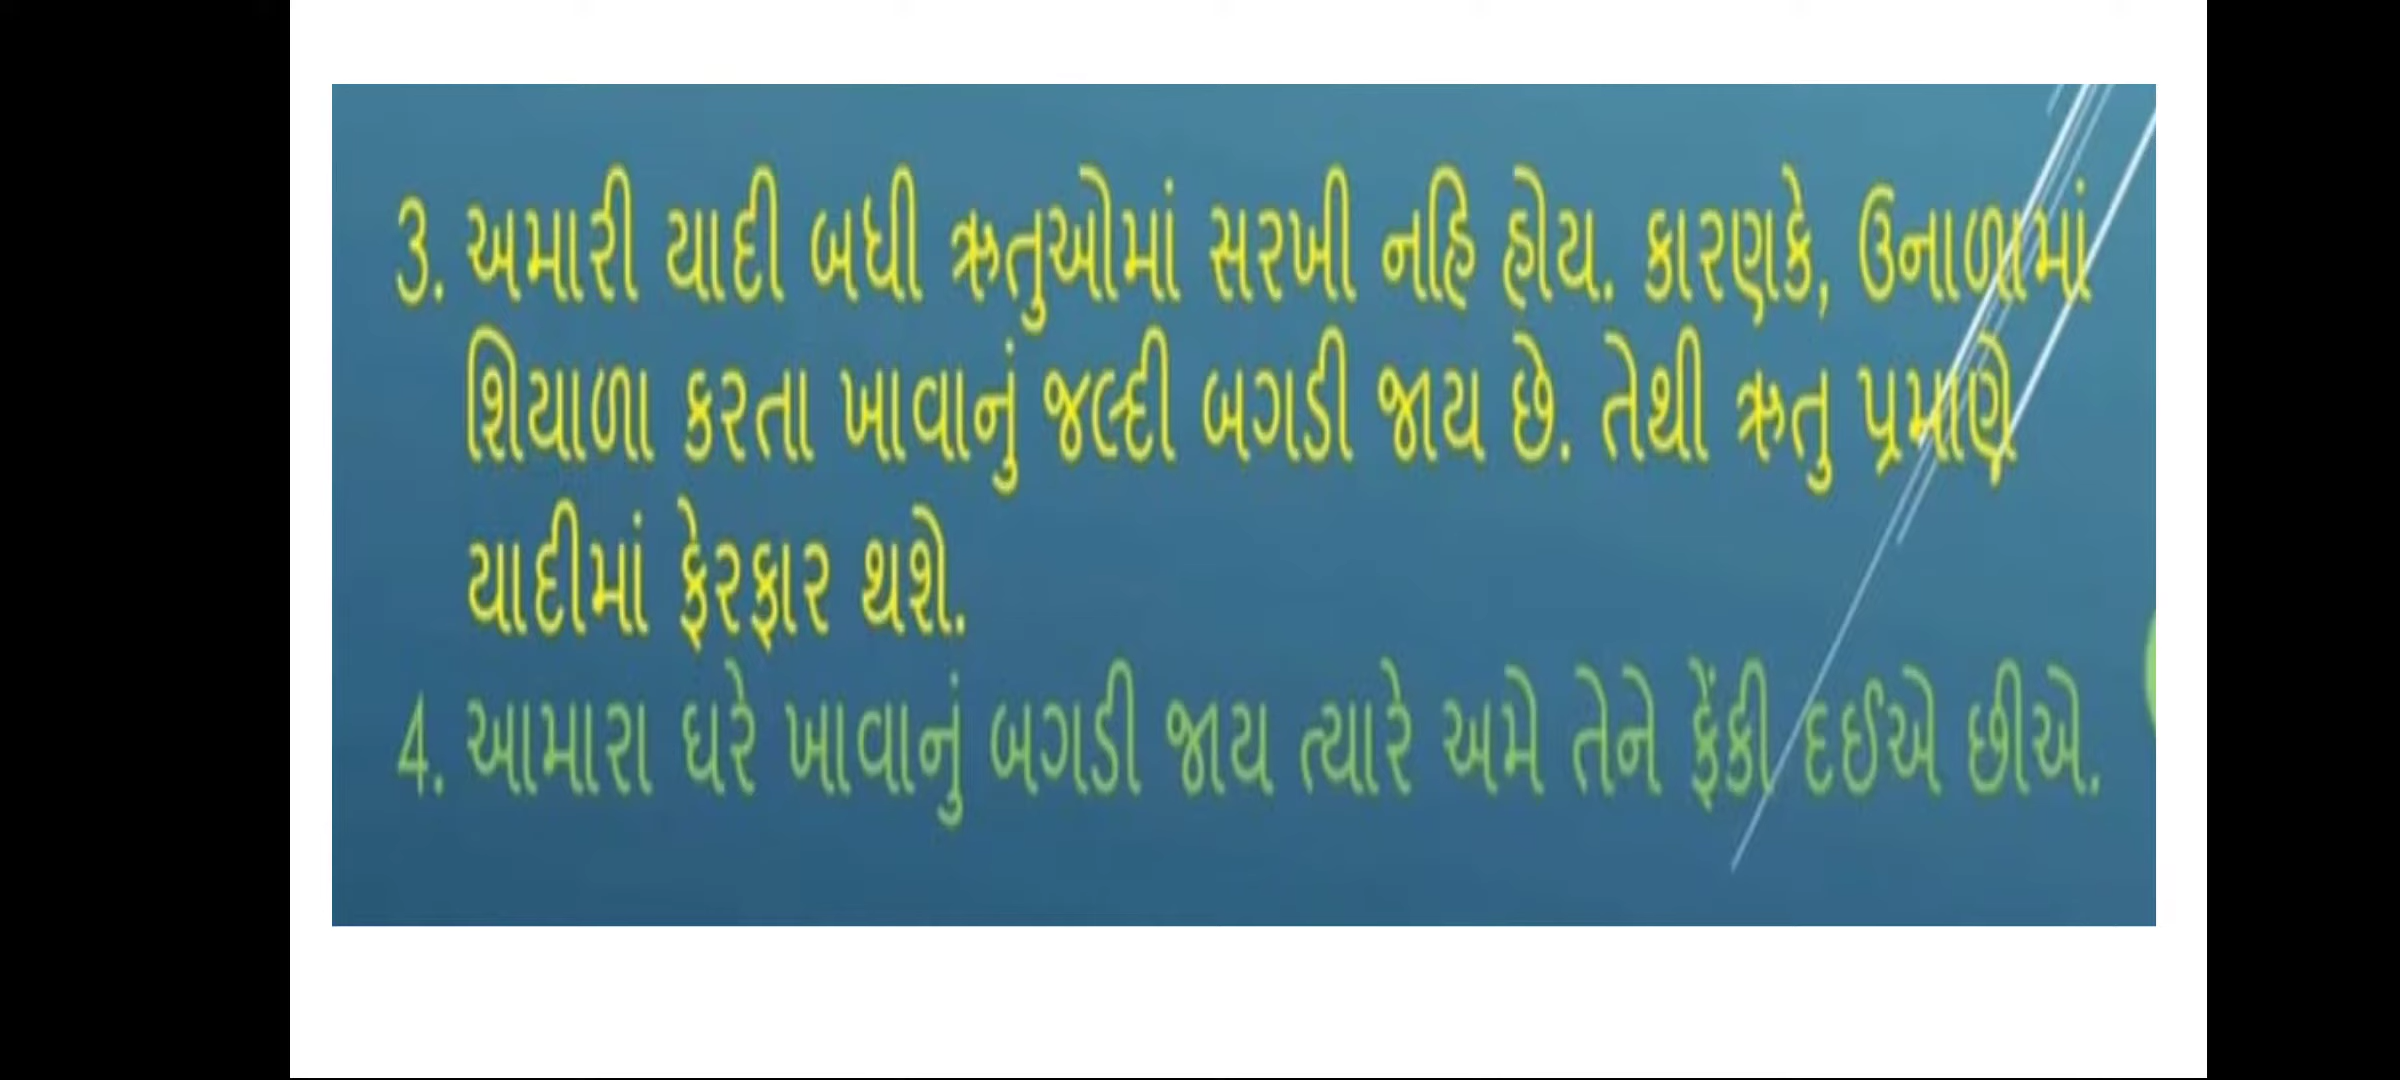 3. અમારી યાદી બધી ઋતુઓમાં સરખી નહિ હોય. કારણકે, ઉનાળામાં
શિયાળા કરતા ખાવાનું જલ્દી બગડી જાય છે. તેથી ઋતુ પ્રમાણે
યાદીમાં ફેરફાર થશે.
4. આમારા ઘરે ખાવાનું બગડી જાય ત્યારે અમે તેને ફેંકી દઈએ છીએ.